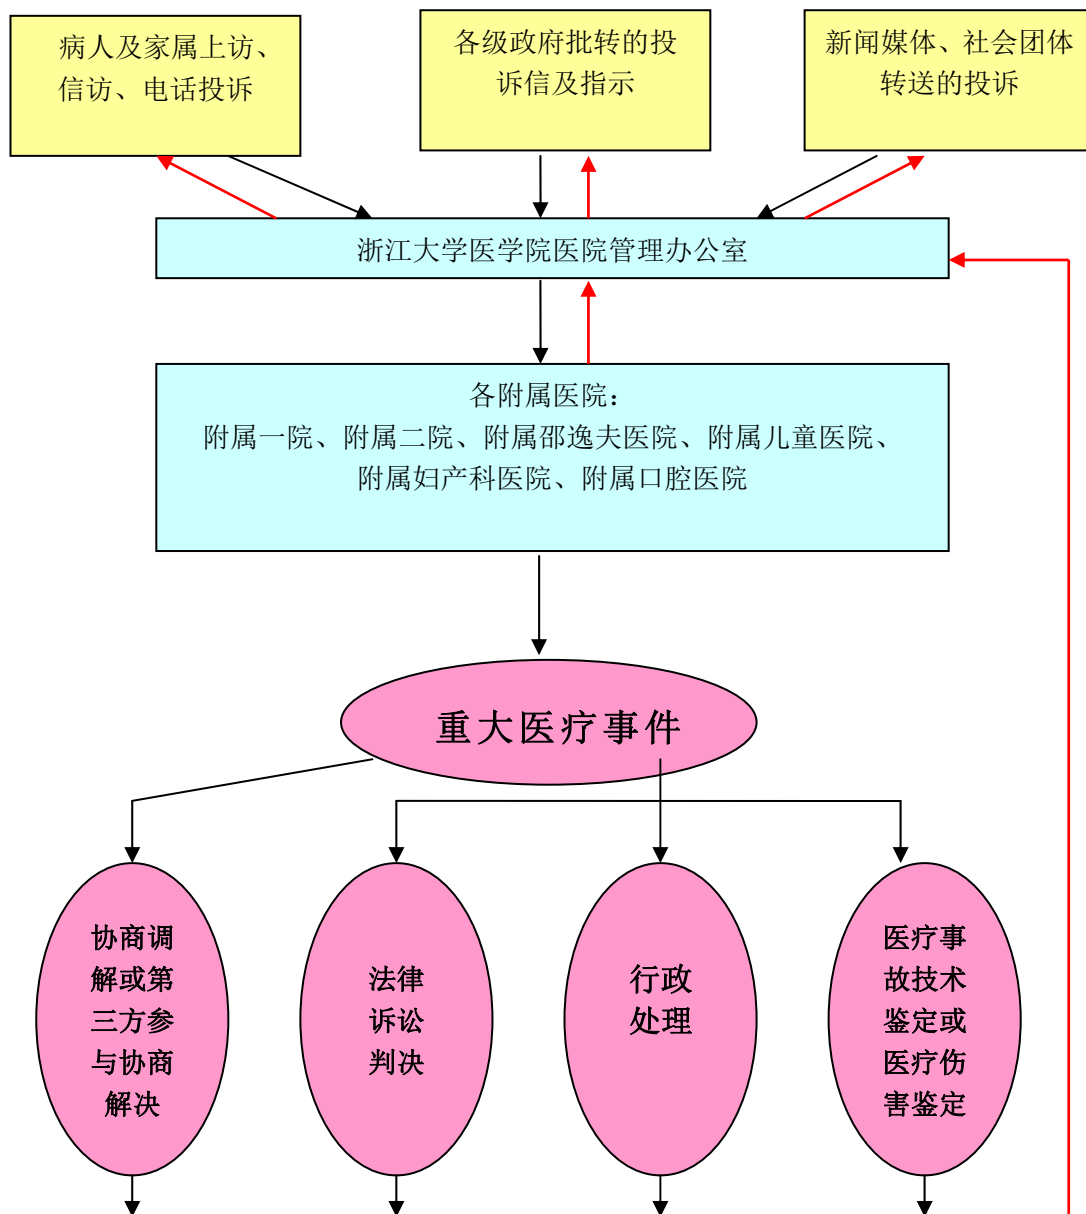 病人及家属上访、
信访、电话投诉
各级政府批转的投
诉信及指示
新闻媒体、社会团体
转送的投诉
浙江大学医学院医院管理办公室
各附属医院：
附属一院、附属二院、附属邵逸夫医院、附属儿童医院、
附属妇产科医院、附属口腔医院
重大医疗事件
协商调
解或第
三方参
与协商
解决
法律
诉讼
判决
行政
处理
医疗事
故技术
鉴定或
医疗伤
害鉴定